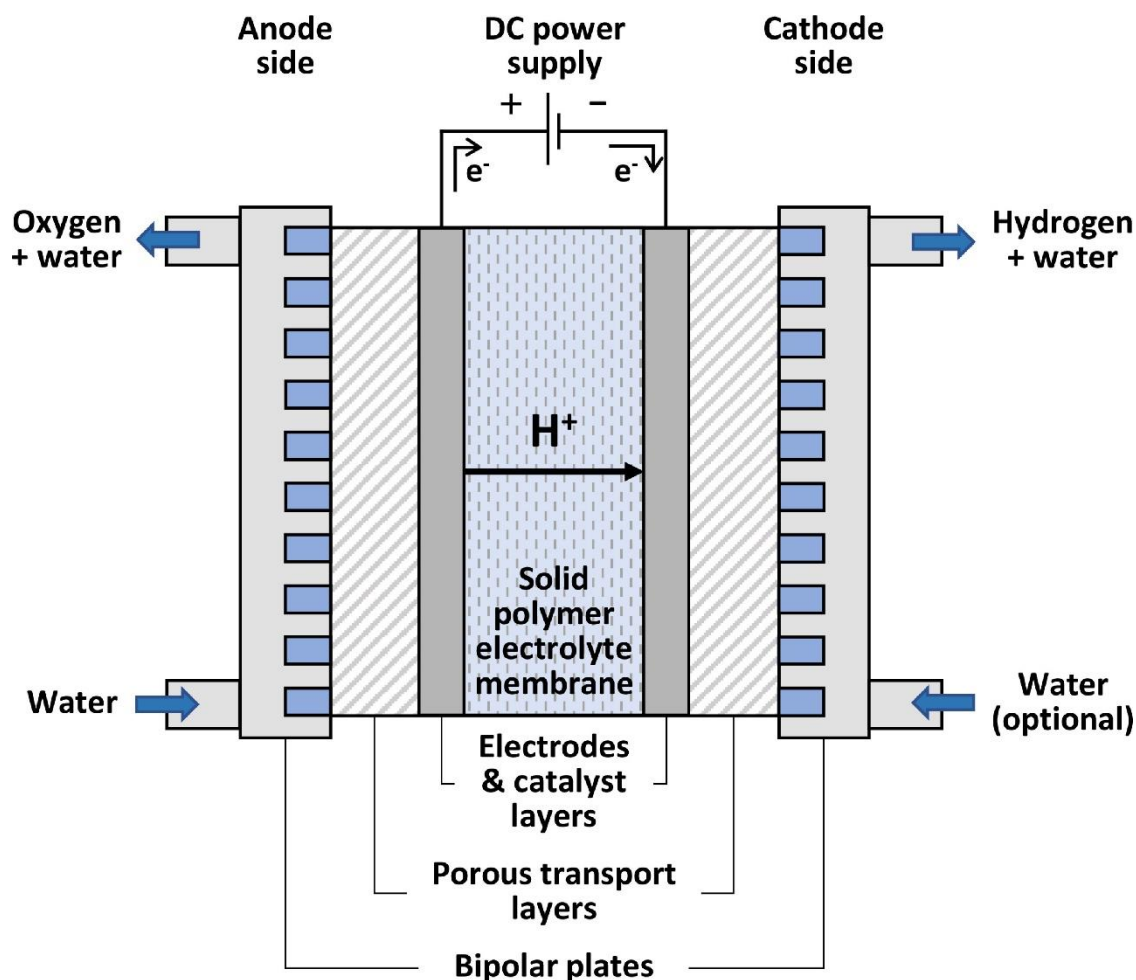 Anode
side
DC power
supply
Cathode
side
+ −
e⁻ e⁻
Oxygen
+ water
Hydrogen
+ water
H⁺
Solid
polymer
electrolyte
membrane
Water
Water
(optional)
Electrodes
& catalyst
layers
Porous transport
layers
Bipolar plates